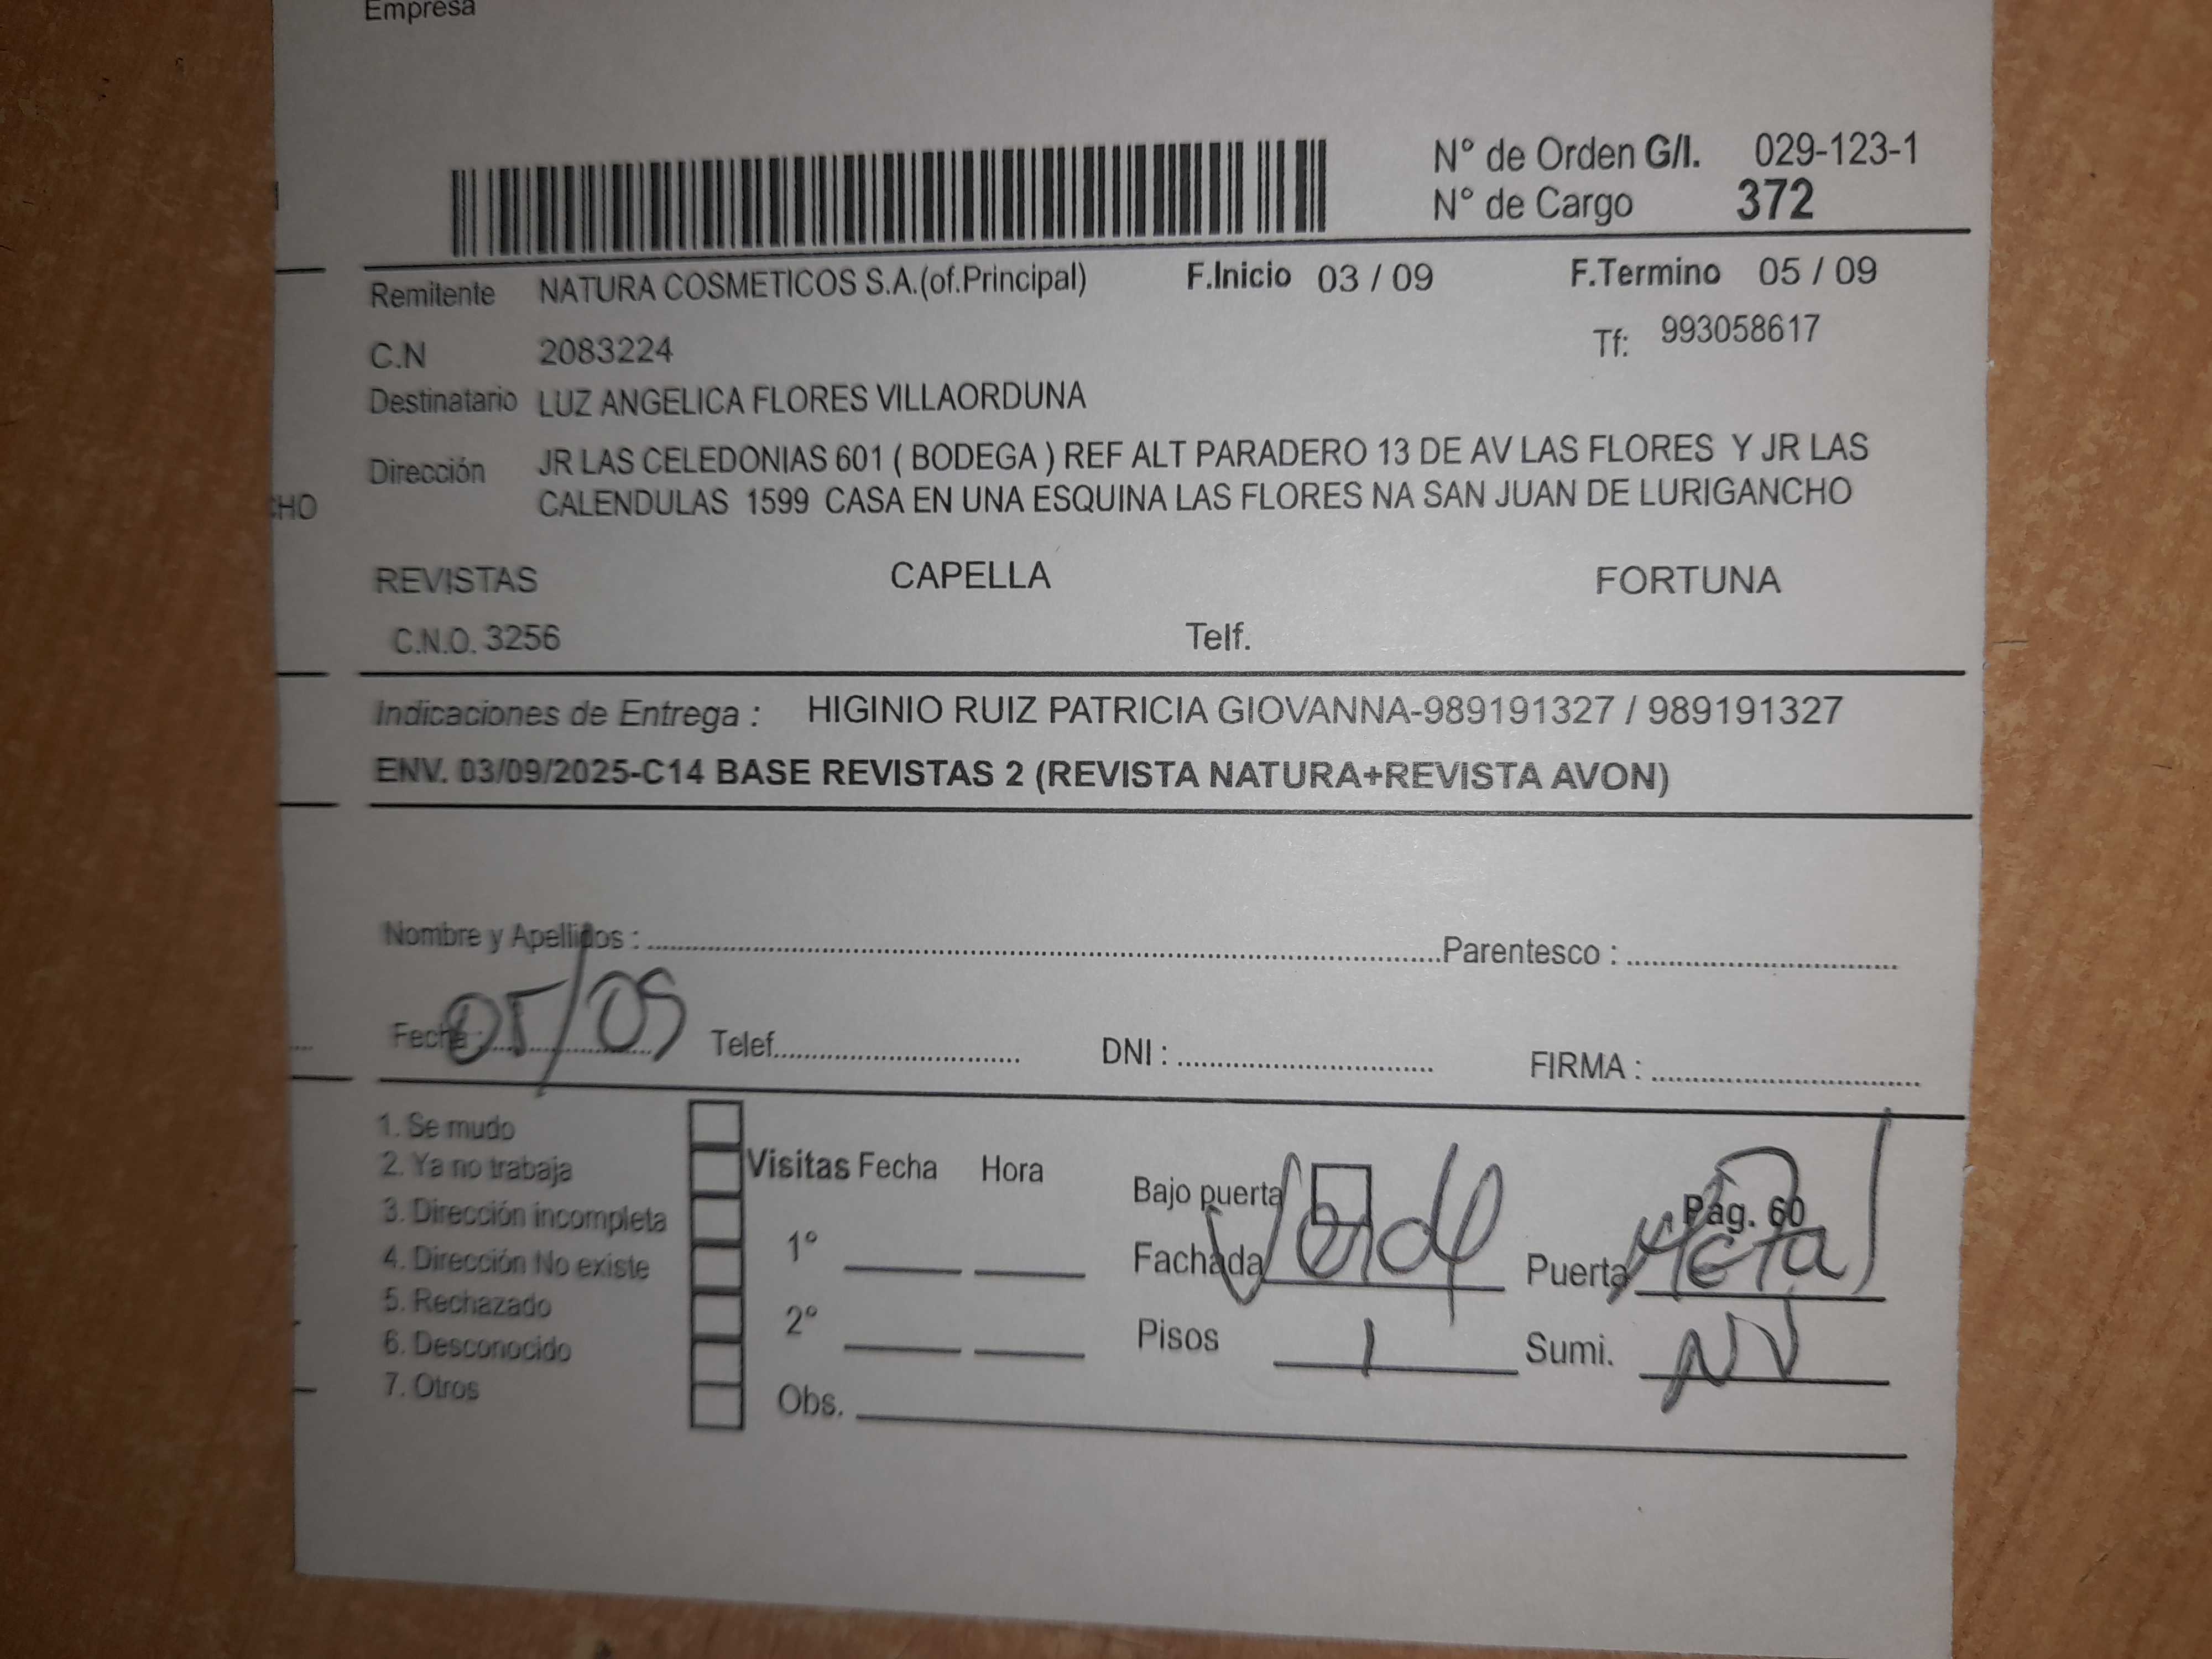 Empresa
N° de Orden G/I. 029-123-1
N° de Cargo 372
Remitente NATURA COSMETICOS S.A.(of.Principal) F.Inicio 03 / 09 F.Termino 05 / 09
C.N 2083224 Tf: 993058617
Destinatario LUZ ANGELICA FLORES VILLAORDUNA
Dirección JR LAS CELEDONIAS 601 ( BODEGA ) REF ALT PARADERO 13 DE AV LAS FLORES Y JR LAS
CALENDULAS 1599 CASA EN UNA ESQUINA LAS FLORES NA SAN JUAN DE LURIGANCHO
CHO
REVISTAS CAPELLA FORTUNA
C.N.O. 3256 Telf.
Indicaciones de Entrega : HIGINIO RUIZ PATRICIA GIOVANNA-989191327 / 989191327
ENV. 03/09/2025-C14 BASE REVISTAS 2 (REVISTA NATURA+REVISTA AVON)
Nombre y Apellidos : Parentesco :
Fecha 05/09 Telef. DNI : FIRMA :
1. Se mudo
2. Ya no trabaja
3. Dirección incompleta
4. Dirección No existe
5. Rechazado
6. Desconocido
7. Otros
Visitas Fecha Hora
1°
2°
Obs.
Bajo puerta Pág. 60
Fachada Verde Puerta Metal
Pisos 1 Sumi. NV